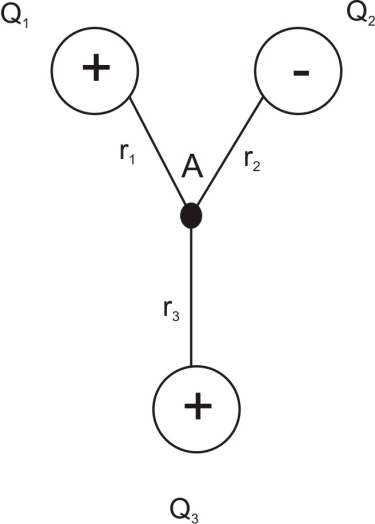 Q₁
Q₂
+
-
r₁
A
r₂
r₃
+
Q₃